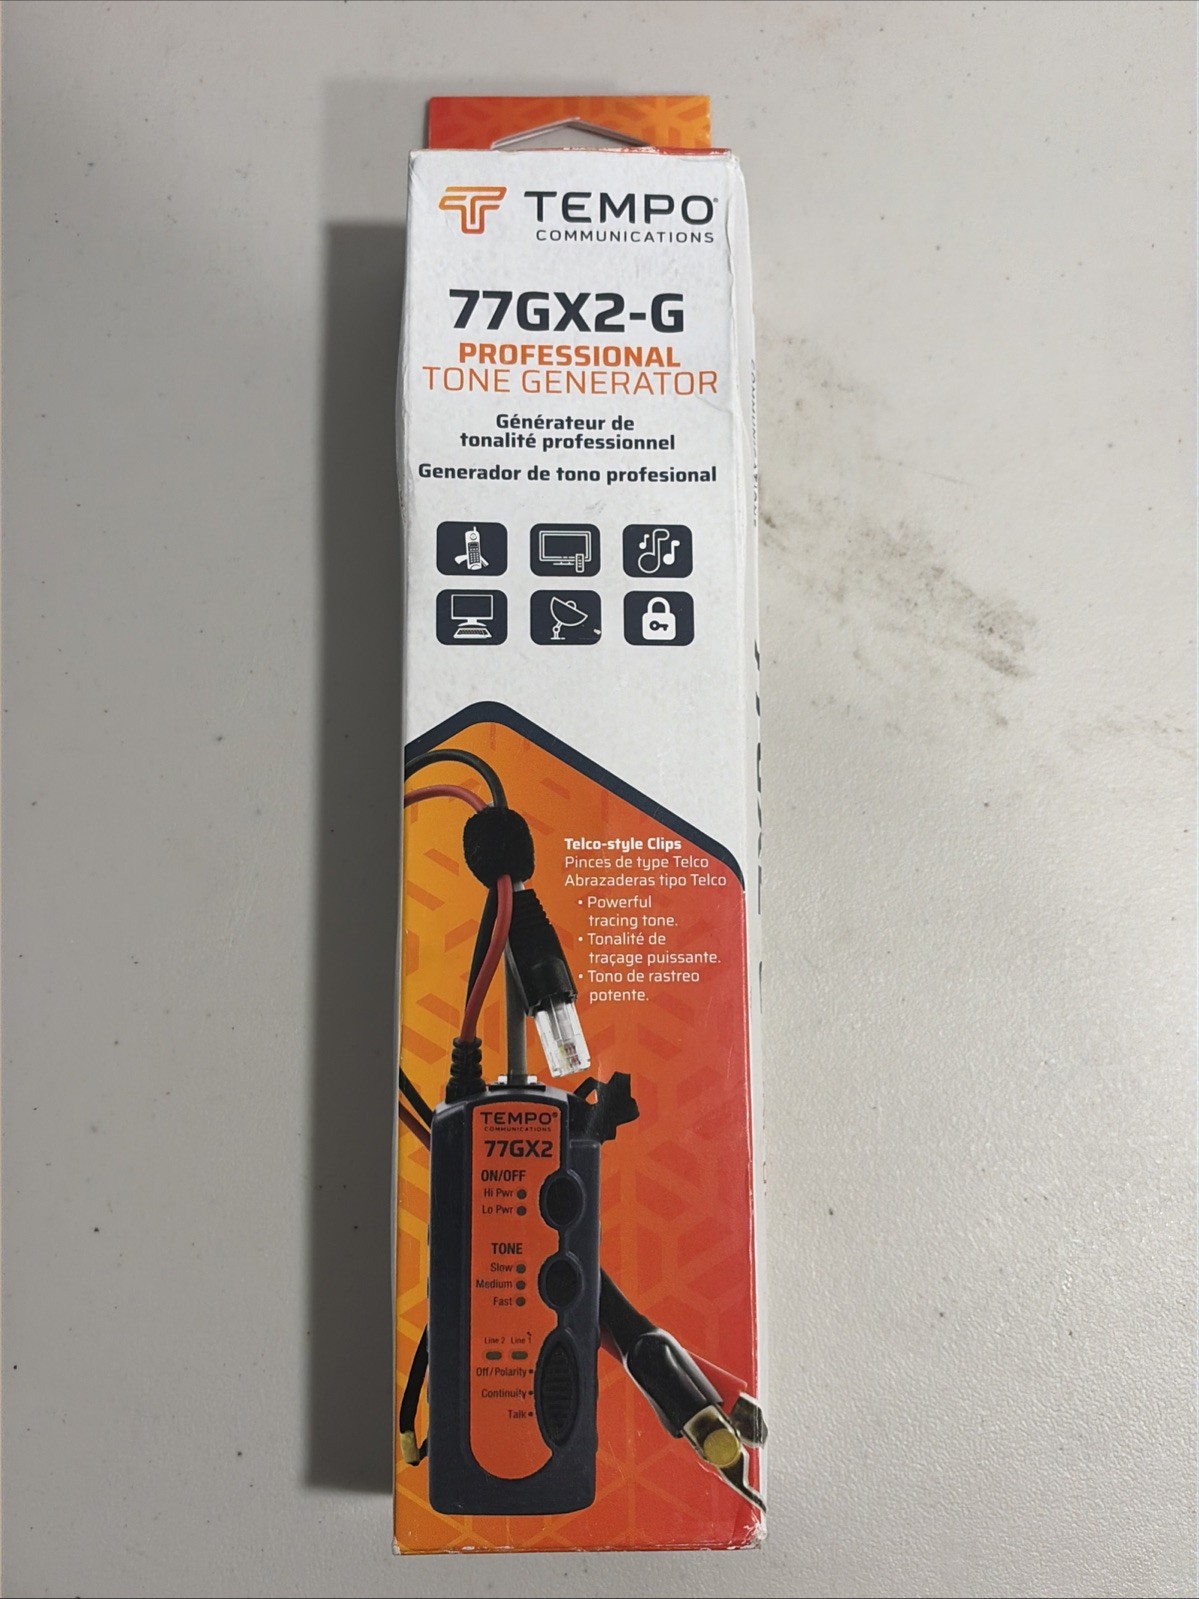 TEMPO®
COMMUNICATIONS
77GX2-G
PROFESSIONAL
TONE GENERATOR
Générateur de
tonalité professionnel
Generador de tono profesional
Telco-style Clips
Pinces de type Telco
Abrazaderas tipo Telco
• Powerful
tracing tone.
• Tonalité de
traçage puissante.
• Tono de rastreo
potente.
TEMPO®
COMMUNICATIONS
77GX2
ON/OFF
Hi Pwr
Lo Pwr
TONE
Slow
Medium
Fast
Line 2 Line 1
Off/Polarity
Continuity
Talk